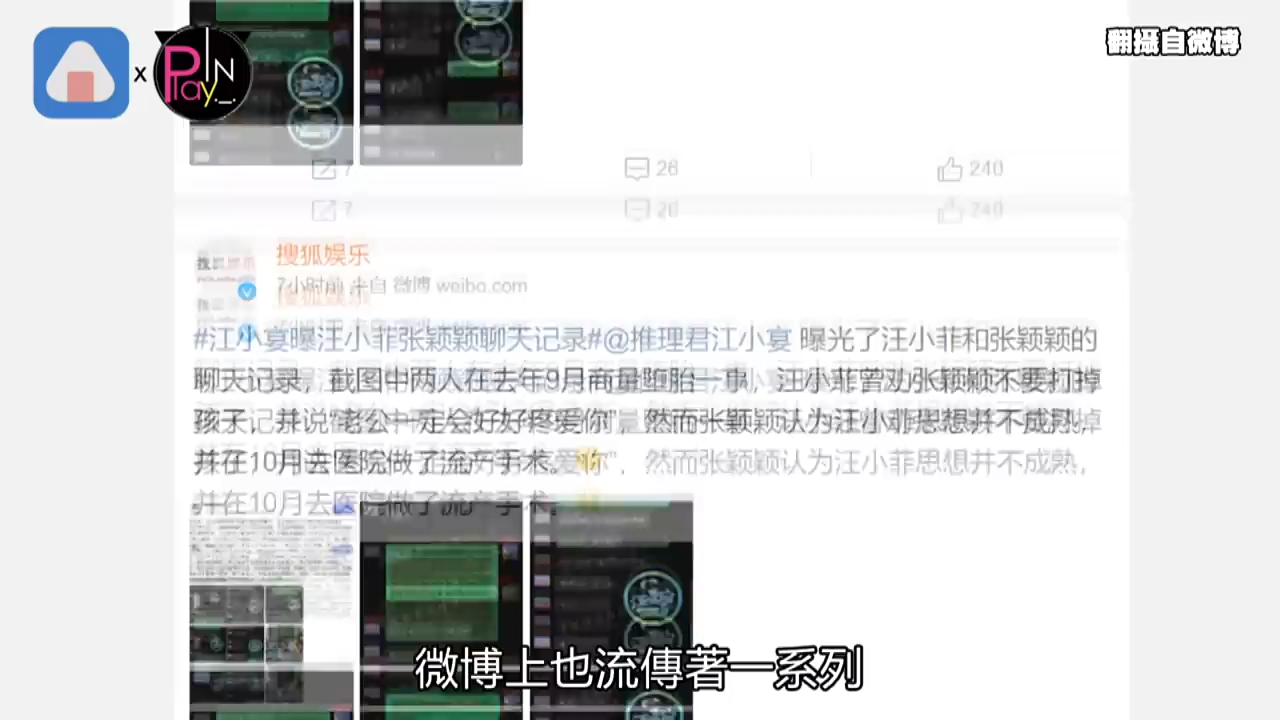 翻攝自微博
x
Play IN
7
26
240
搜狐娱乐
7小时前 来自 微博 weibo.com
#江小宴曝汪小菲张颖颖聊天记录#@推理君江小宴 曝光了汪小菲和张颖颖的
聊天记录，截图中两人在去年9月商量堕胎一事，汪小菲曾劝张颖颖不要打掉
孩子，并说“老公一定会好好疼爱你”，然而张颖颖认为汪小菲思想并不成熟，
并在10月去医院做了流产手术。
微博上也流傳著一系列